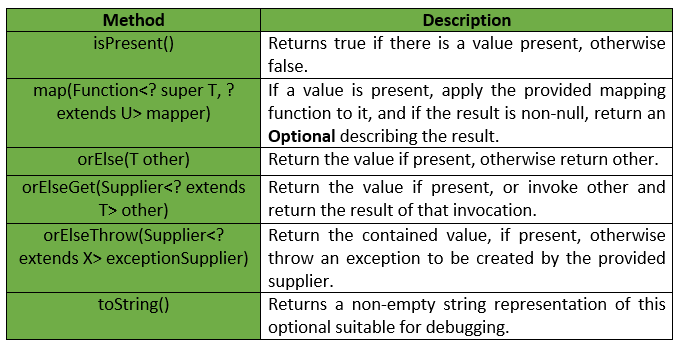 Method
Description
isPresent()
Returns true if there is a value present, otherwise
false.
map(Function<? super T, ?
extends U> mapper)
If a value is present, apply the provided mapping
function to it, and if the result is non-null, return an
Optional describing the result.
orElse(T other)
Return the value if present, otherwise return other.
orElseGet(Supplier<? extends
T> other)
Return the value if present, or invoke other and
return the result of that invocation.
orElseThrow(Supplier<?
extends X> exceptionSupplier)
Return the contained value, if present, otherwise
throw an exception to be created by the provided
supplier.
toString()
Returns a non-empty string representation of this
optional suitable for debugging.